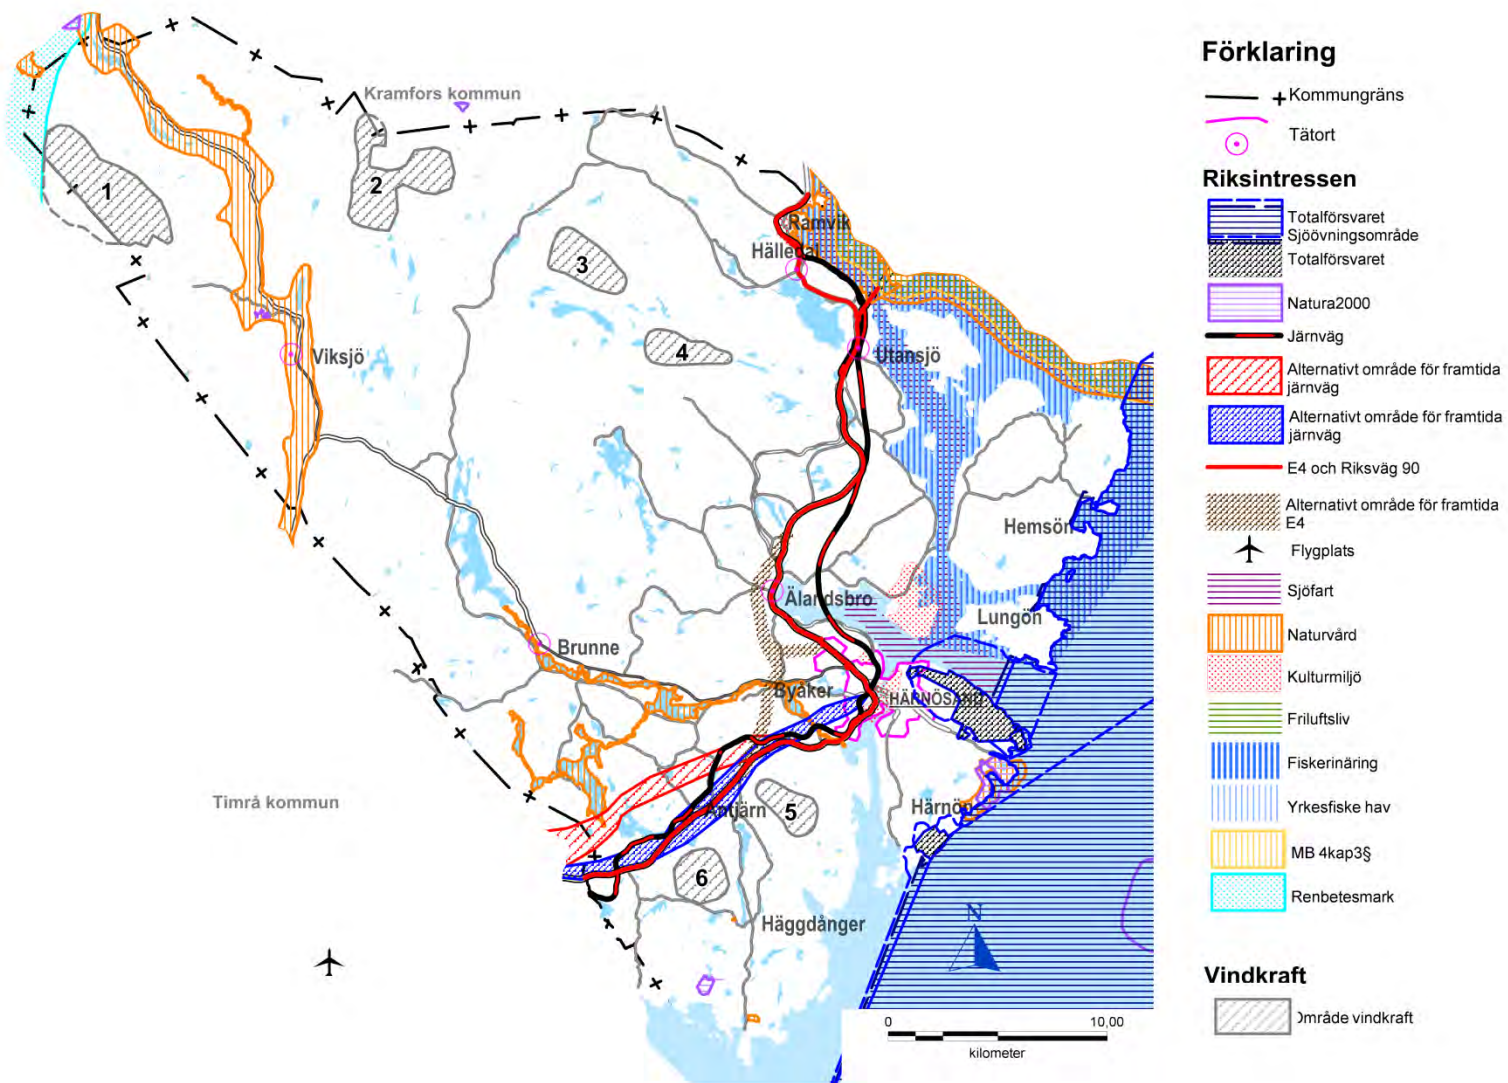 Kramfors kommun
1
2
3
4
5
6
Ramvik
Hälledal
Viksjö
Utansjö
Hemsön
Älandsbro
Lungön
Brunne
Byåker
HÄRNÖSAND
Timrå kommun
Antjärn
Härnön
Häggdånger
N
0
10,00
kilometer
Förklaring
Kommungräns
Tätort
Riksintressen
Totalförsvaret
Sjöövningsområde
Totalförsvaret
Natura2000
Järnväg
Alternativt område för framtida
järnväg
Alternativt område för framtida
järnväg
E4 och Riksväg 90
Alternativt område för framtida
E4
Flygplats
Sjöfart
Naturvård
Kulturmiljö
Friluftsliv
Fiskerinäring
Yrkesfiske hav
MB 4kap3§
Renbetesmark
Vindkraft
Område vindkraft